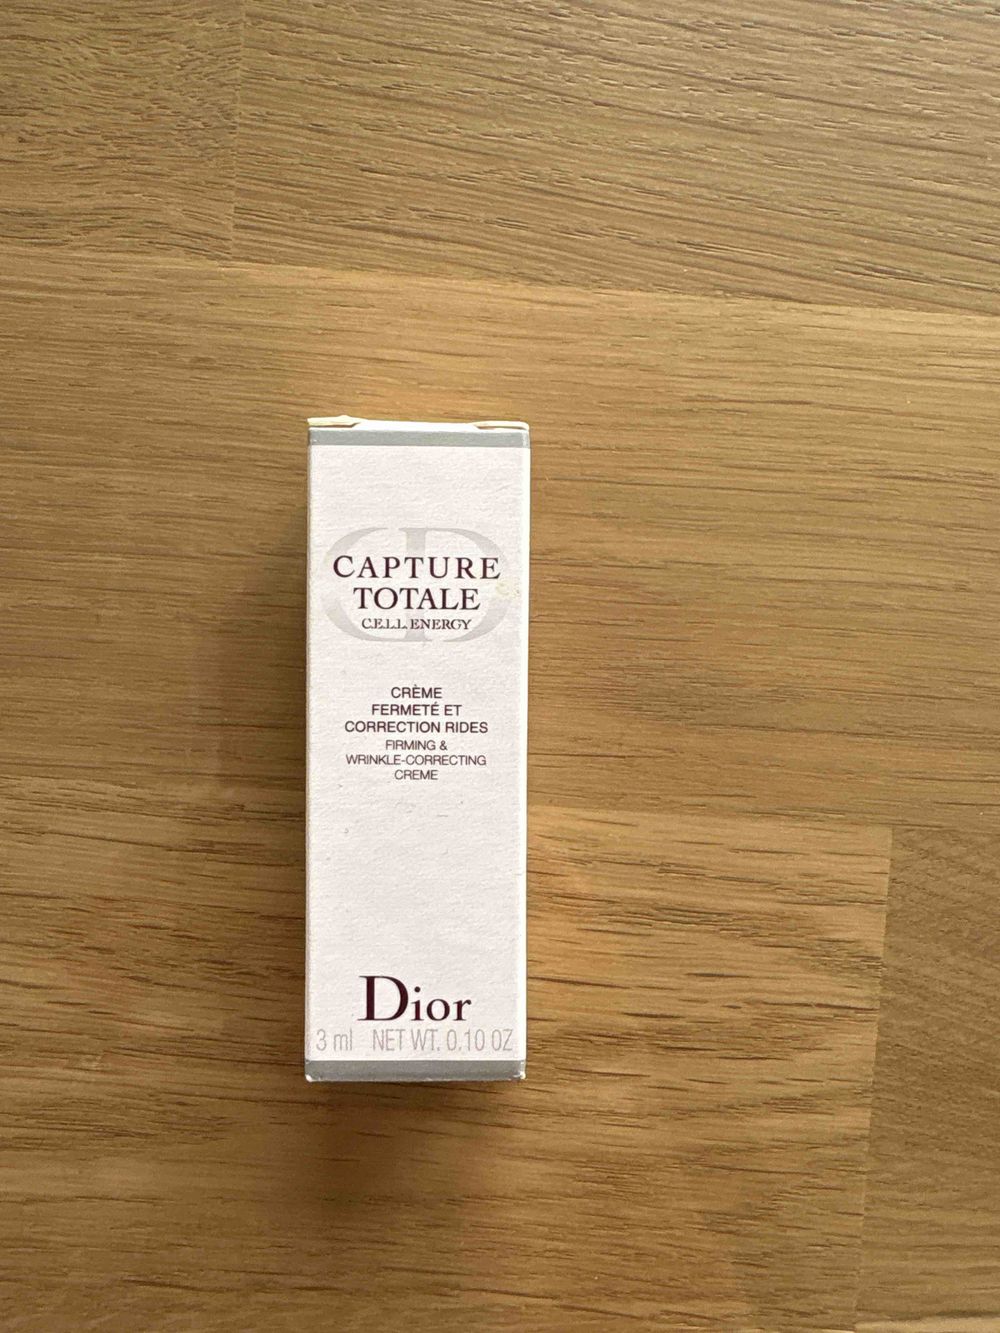 CAPTURE
TOTALE
C.E.L.L. ENERGY
CRÈME
FERMETÉ ET
CORRECTION RIDES
FIRMING &
WRINKLE-CORRECTING
CREME
Dior
3 ml NET WT. 0.10 OZ